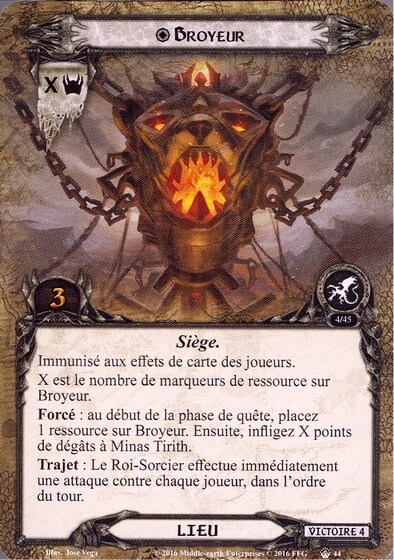 Broyeur
X
3
4/45
Siège.
Immunisé aux effets de carte des joueurs.
X est le nombre de marqueurs de ressource sur
Broyeur.
Forcé : au début de la phase de quête, placez
1 ressource sur Broyeur. Ensuite, infligez X points
de dégâts à Minas Tirith.
Trajet : Le Roi-Sorcier effectue immédiatement
une attaque contre chaque joueur, dans l'ordre
du tour.
LIEU
VICTOIRE 4
Illus. Jose Vega
© 2016 Middle-earth Enterprises © 2016 FFG
44